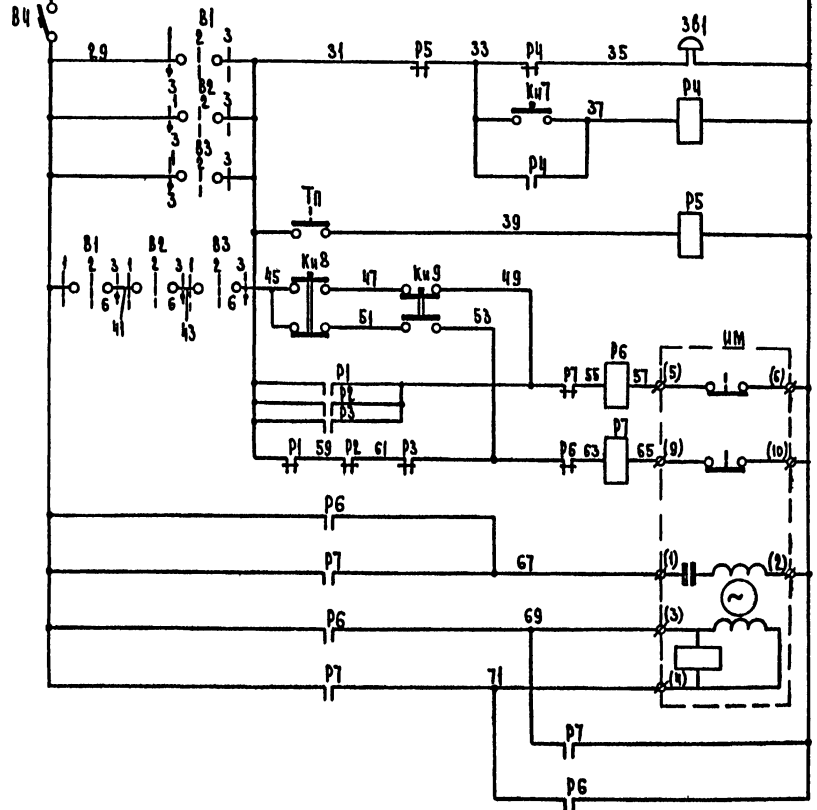 В4
В1 Зв1
29 2 3 31 Р5 33 Р4 35
3 В2 Кн7 Р4
1 2 3 37
3 В3 Р4
1 2 3
3
Тп Р5
39
В1 В2 В3 Кн8 Кн9
1 2 3 1 2 3 1 2 3 45 47 49
6 6 6 51 53
41 43
ИМ
Р1 Р6
Р2 Р7 55 57 (5) (6)
Р3 Р7
Р1 59 Р2 61 Р3 Р6 63 65 (9) (10)
Р6
Р7 67 (1) (2)
~
Р6 69 (3)
Р7 71 (4)
Р7
Р6